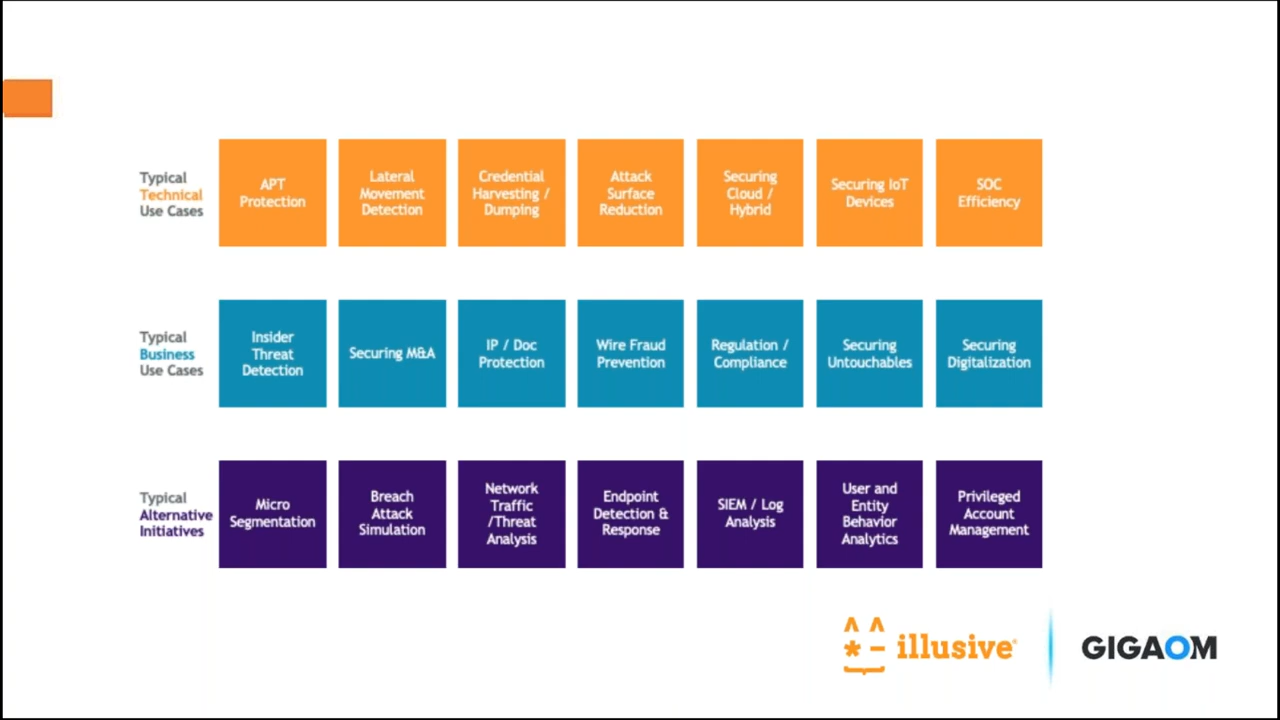 Typical
Technical
Use Cases
APT
Protection
Lateral
Movement
Detection
Credential
Harvesting /
Dumping
Attack
Surface
Reduction
Securing
Cloud /
Hybrid
Securing IoT
Devices
SOC
Efficiency
Typical
Business
Use Cases
Insider
Threat
Detection
Securing M&A
IP / Doc
Protection
Wire Fraud
Prevention
Regulation /
Compliance
Securing
Untouchables
Securing
Digitalization
Typical
Alternative
Initiatives
Micro
Segmentation
Breach
Attack
Simulation
Network
Traffic
/Threat
Analysis
Endpoint
Detection &
Response
SIEM / Log
Analysis
User and
Entity
Behavior
Analytics
Privileged
Account
Management
illusive®
GIGAOM